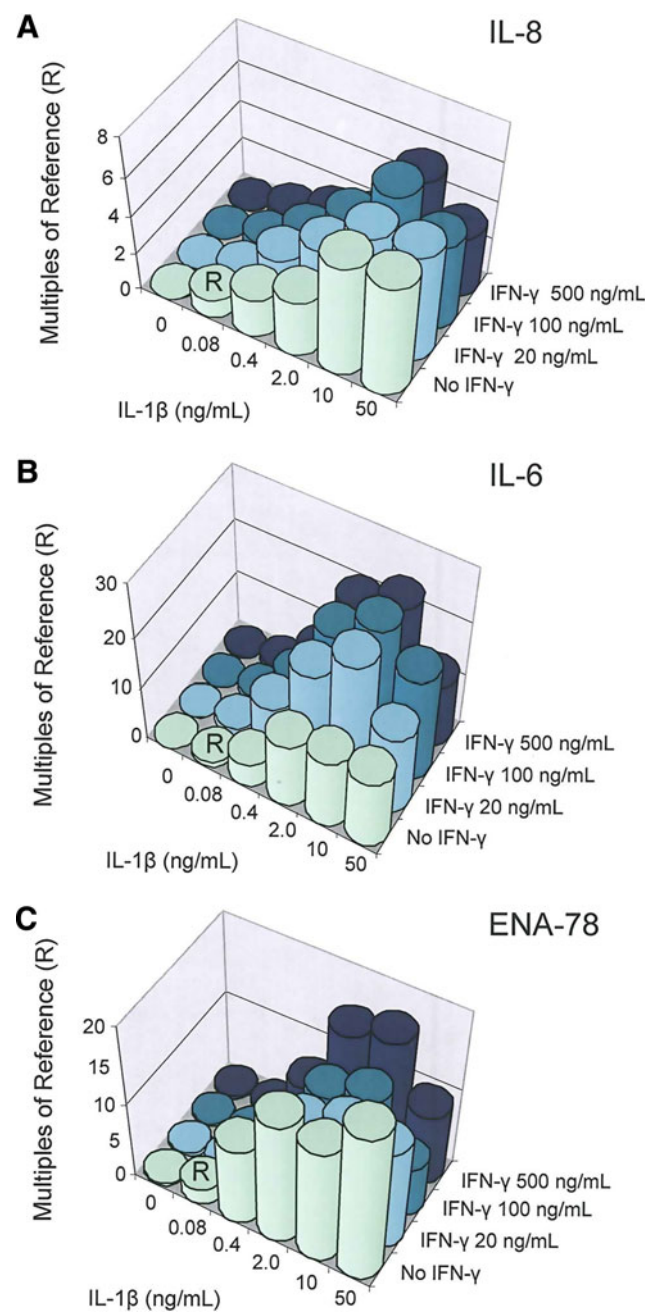 A
IL-8
Multiples of Reference (R)
8
6
4
2
0
R
0
0.08
0.4
2.0
10
50
IL-1β (ng/mL)
IFN-γ 500 ng/mL
IFN-γ 100 ng/mL
IFN-γ 20 ng/mL
No IFN-γ
B
IL-6
Multiples of Reference (R)
30
20
10
0
R
0
0.08
0.4
2.0
10
50
IL-1β (ng/mL)
IFN-γ 500 ng/mL
IFN-γ 100 ng/mL
IFN-γ 20 ng/mL
No IFN-γ
C
ENA-78
Multiples of Reference (R)
20
15
10
5
0
R
0
0.08
0.4
2.0
10
50
IL-1β (ng/mL)
IFN-γ 500 ng/mL
IFN-γ 100 ng/mL
IFN-γ 20 ng/mL
No IFN-γ